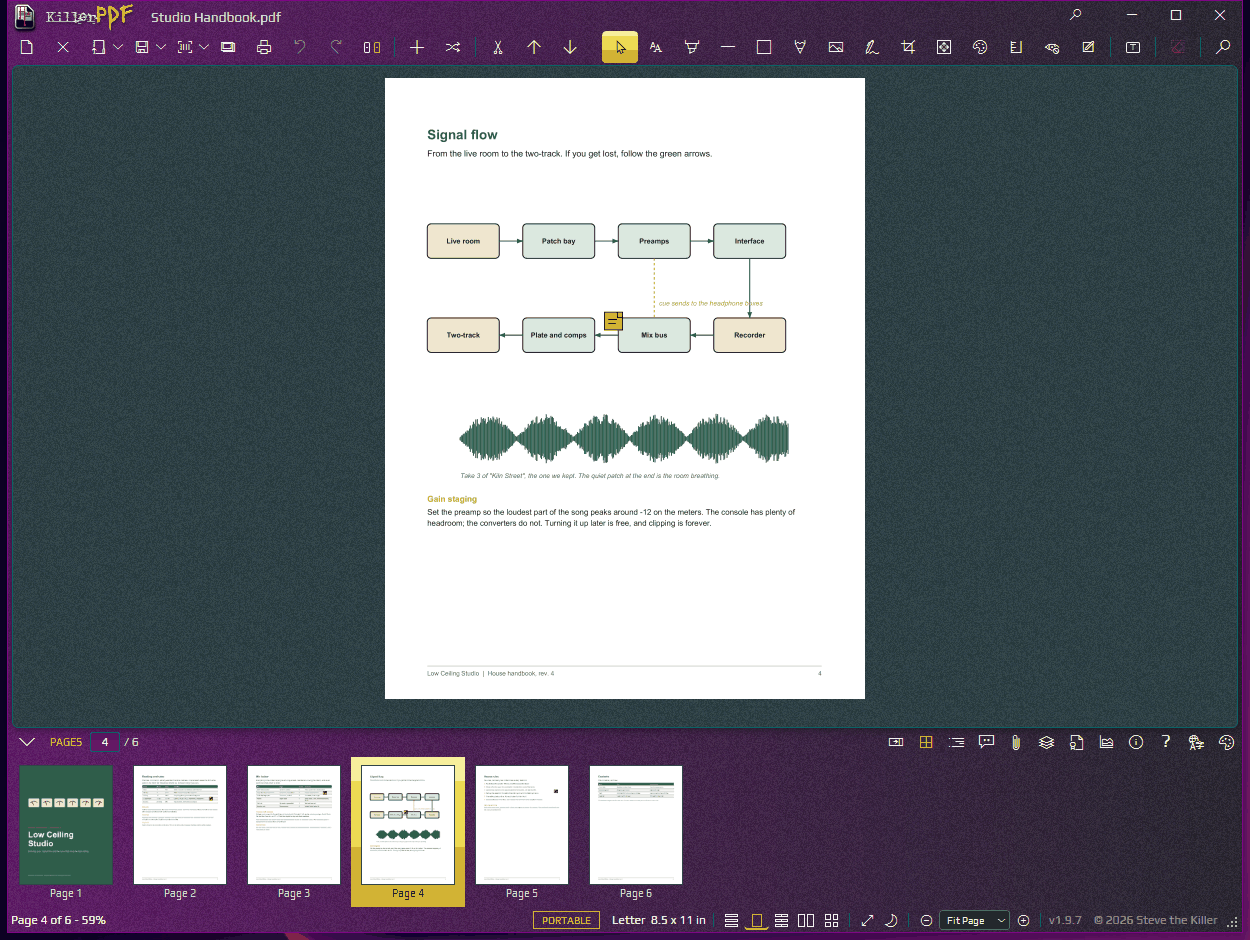 KillerPDF
Studio Handbook.pdf
Signal flow
From the live room to the two-track. If you get lost, follow the green arrows.
Live room
Patch bay
Preamps
Interface
cue sends to the headphone boxes
Two-track
Plate and comps
Mix bus
Recorder
Take 3 of "Kiln Street", the one we kept. The quiet patch at the end is the room breathing.
Gain staging
Set the preamp so the loudest part of the song peaks around -12 on the meters. The console has plenty of
headroom; the converters do not. Turning it up later is free, and clipping is forever.
Low Ceiling Studio | House handbook, rev. 4
4
PAGES 4 / 6
Low Ceiling
Studio
Signal flow
House rules
Page 1
Page 2
Page 3
Page 4
Page 5
Page 6
Page 4 of 6 - 59%
PORTABLE
Letter 8.5 x 11 in
Fit Page
v1.9.7
© 2026 Steve the Killer